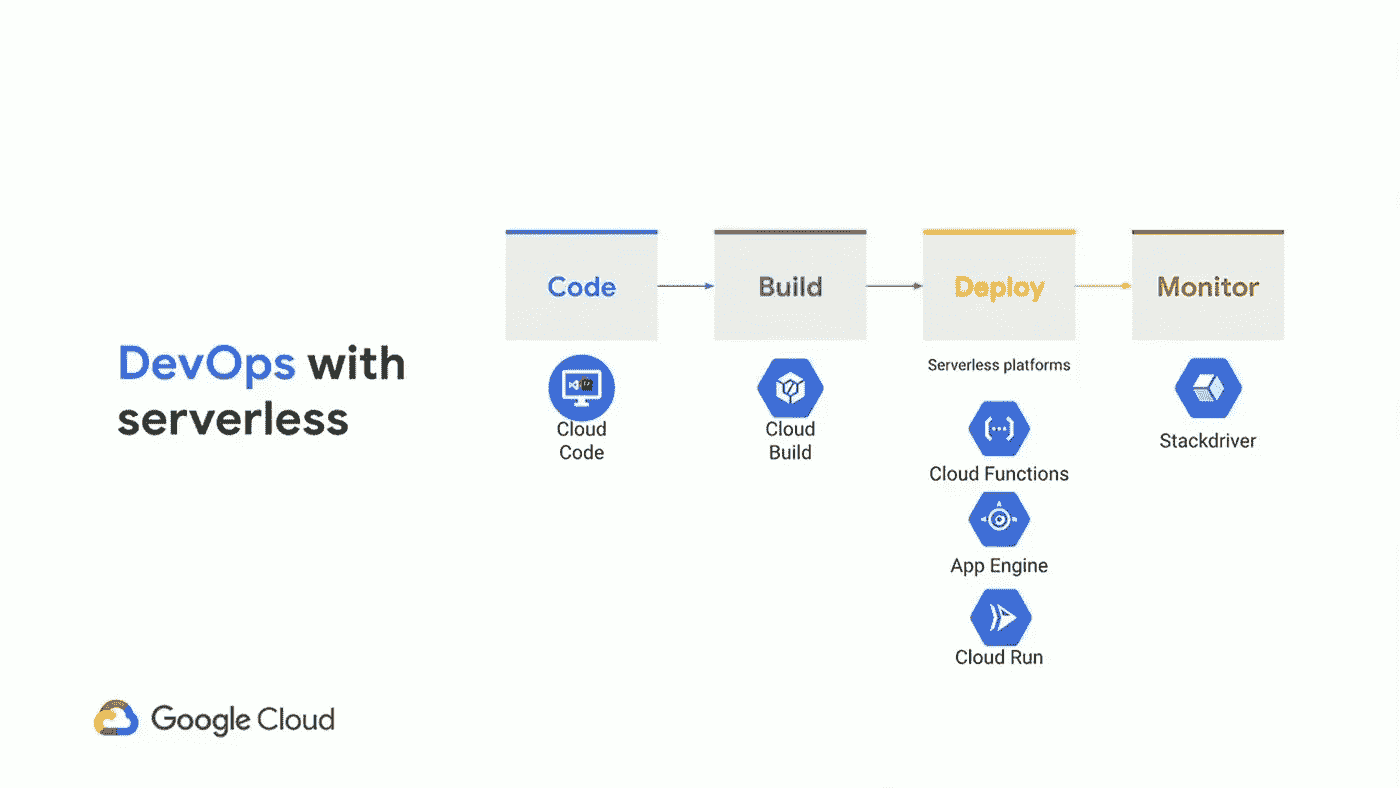 DevOps with
serverless
Code
Build
Deploy
Monitor
Cloud
Code
Cloud
Build
Serverless platforms
Cloud Functions
App Engine
Cloud Run
Stackdriver
Google Cloud